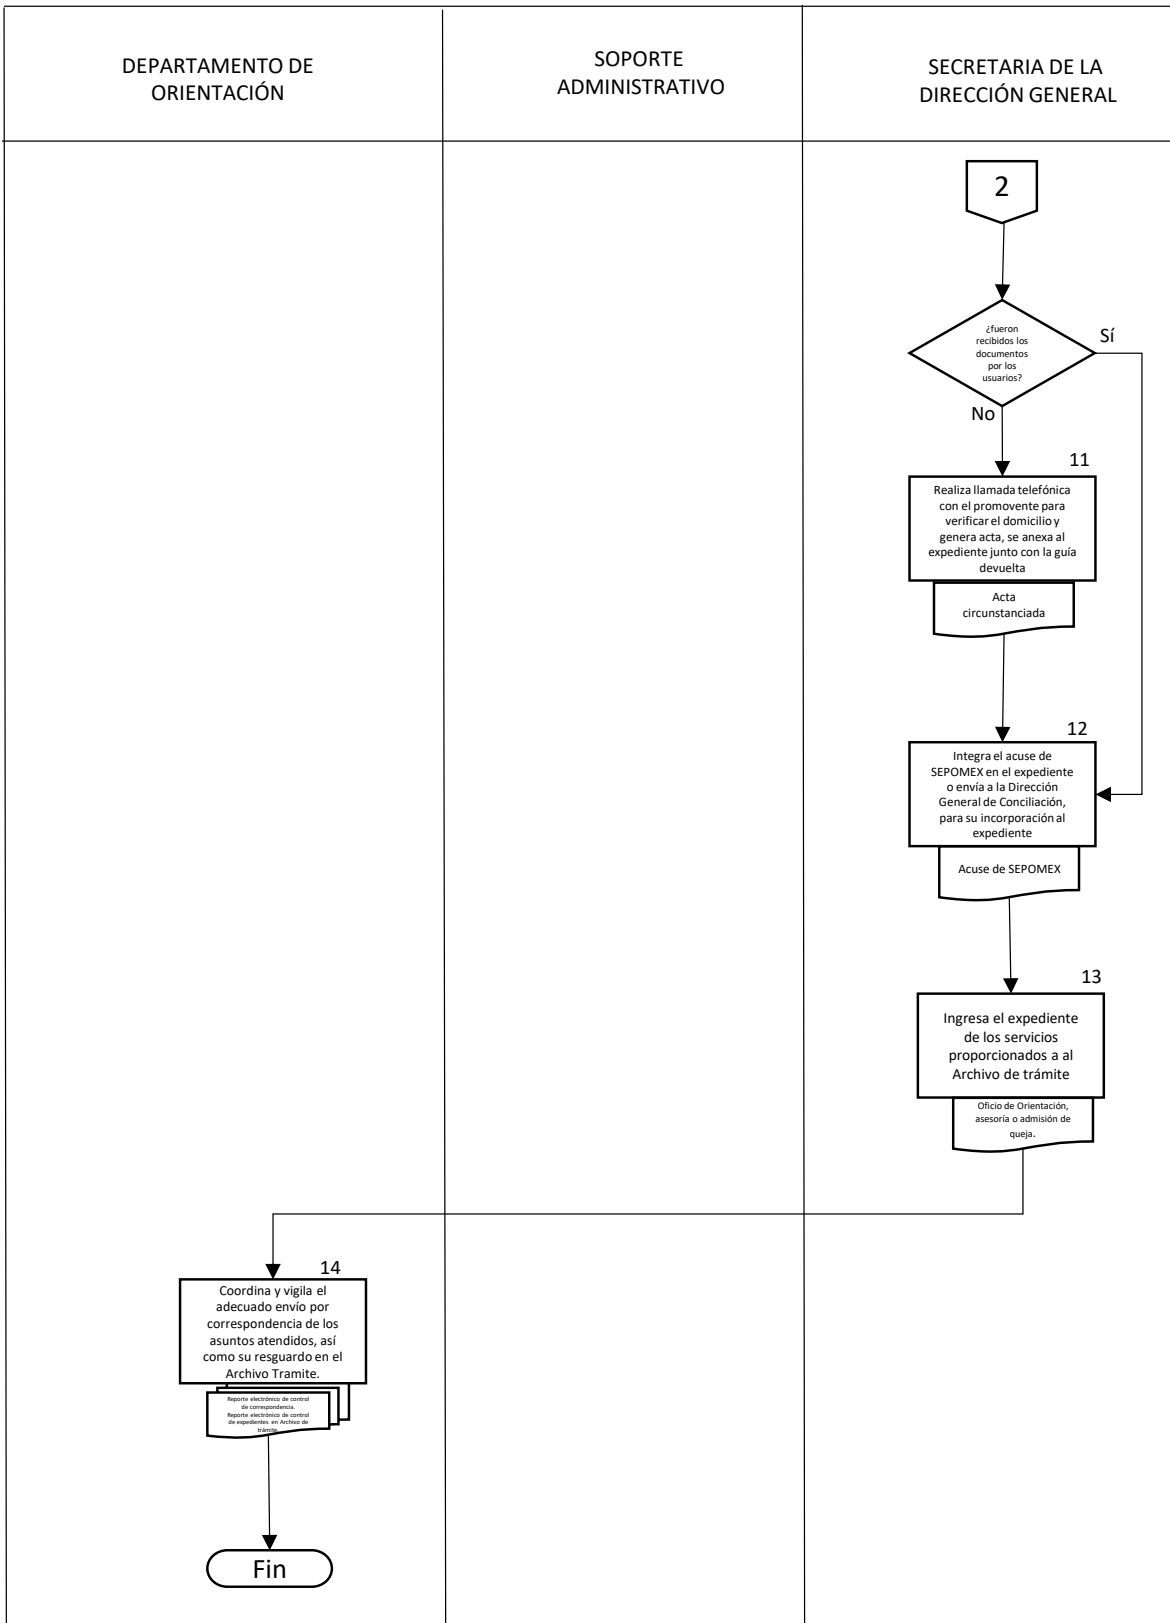 DEPARTAMENTO DE
ORIENTACIÓN
SOPORTE
ADMINISTRATIVO
SECRETARIA DE LA
DIRECCIÓN GENERAL
2
¿fueron
recibidos los
documentos
por los
usuarios?
Sí
No
11
Realiza llamada telefónica
con el promovente para
verificar el domicilio y
genera acta, se anexa al
expediente junto con la guía
devuelta
Acta
circunstanciada
12
Integra el acuse de
SEPOMEX en el expediente
o envía a la Dirección
General de Conciliación,
para su incorporación al
expediente
Acuse de SEPOMEX
13
Ingresa el expediente
de los servicios
proporcionados a al
Archivo de trámite
Oficio de Orientación,
asesoría o admisión de
queja.
14
Coordina y vigila el
adecuado envío por
correspondencia de los
asuntos atendidos, así
como su resguardo en el
Archivo Tramite.
Reporte electrónico de control
de correspondencia.
Reporte electrónico de control
de expedientes en Archivo de
trámite
Fin